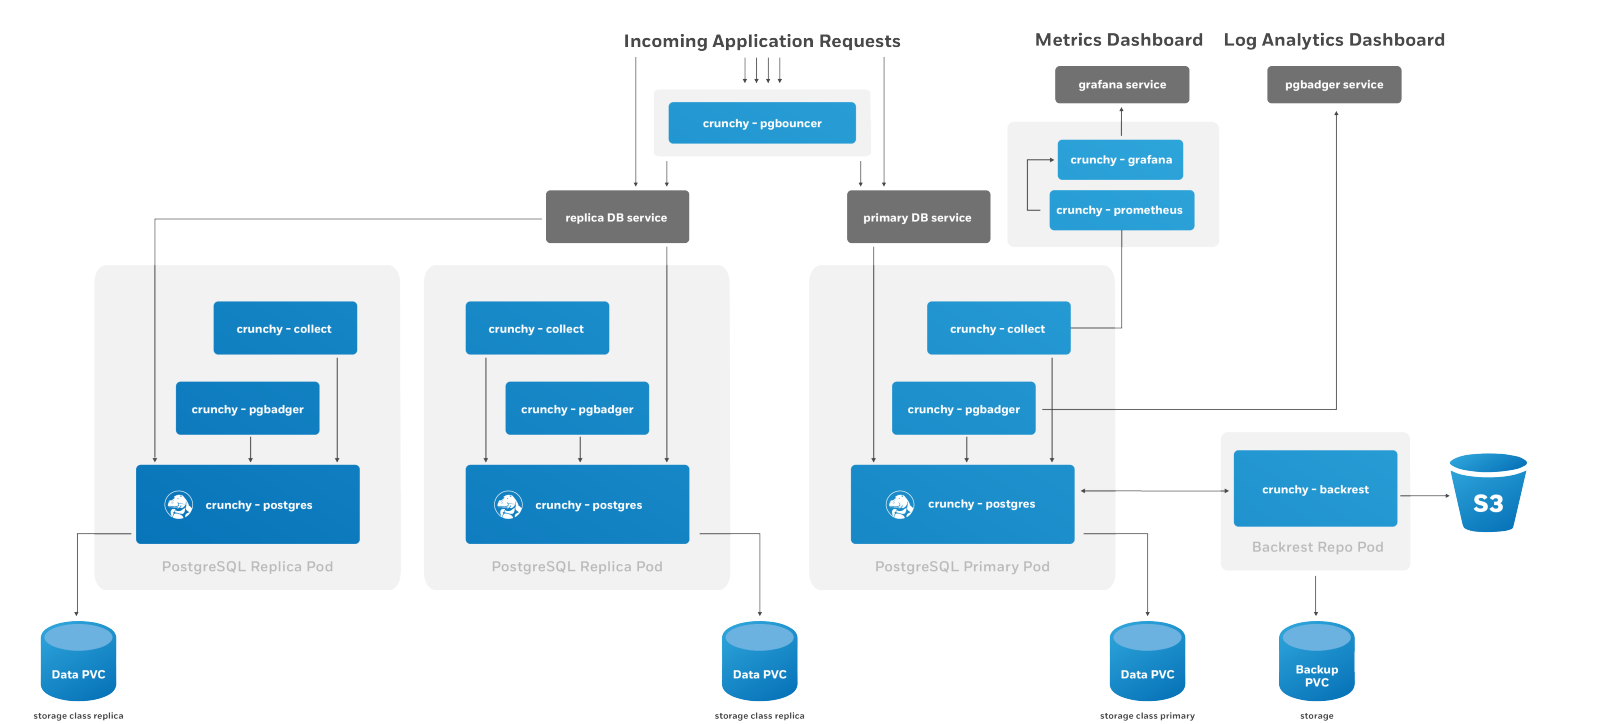 Incoming Application Requests
Metrics Dashboard
Log Analytics Dashboard
grafana service
pgbadger service
crunchy - pgbouncer
crunchy - grafana
crunchy - prometheus
replica DB service
primary DB service
crunchy - collect
crunchy - collect
crunchy - collect
crunchy - pgbadger
crunchy - pgbadger
crunchy - pgbadger
crunchy - postgres
crunchy - postgres
crunchy - postgres
crunchy - backrest
S3
PostgreSQL Replica Pod
PostgreSQL Replica Pod
PostgreSQL Primary Pod
Backrest Repo Pod
Data PVC
Data PVC
Data PVC
Backup
PVC
storage class replica
storage class replica
storage class primary
storage